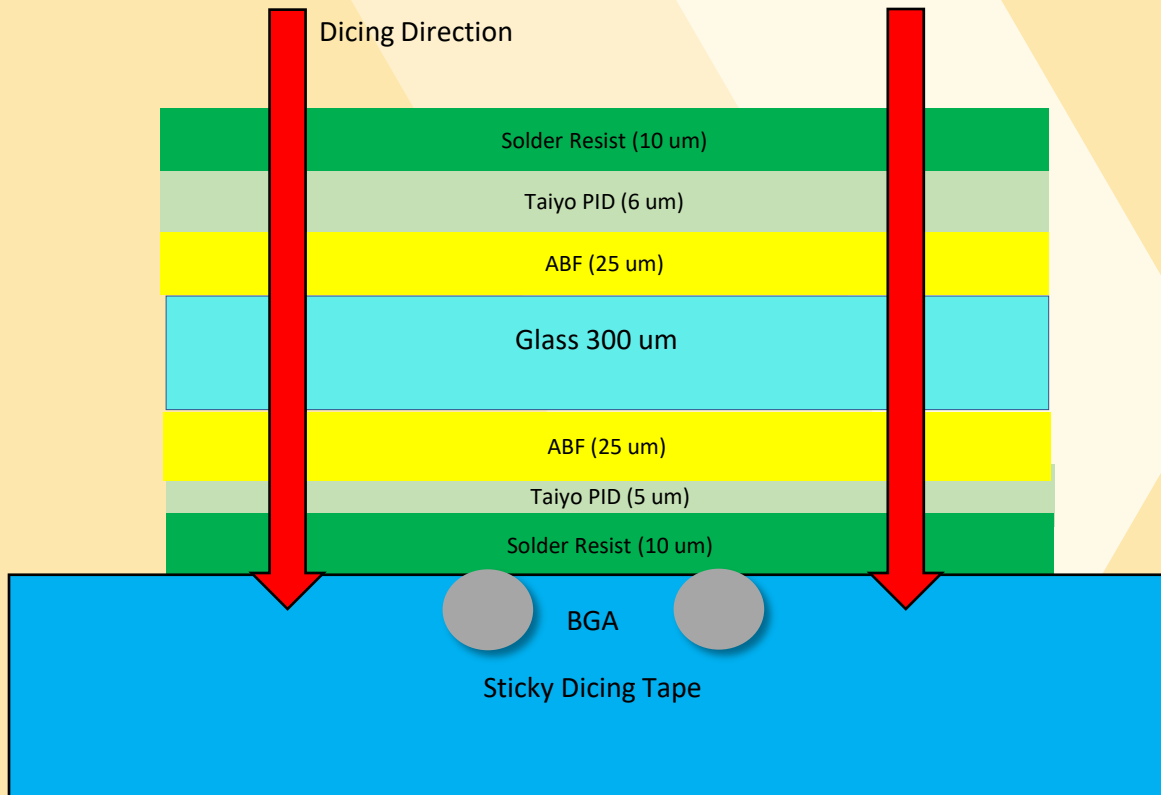 Dicing Direction
Solder Resist (10 um)
Taiyo PID (6 um)
ABF (25 um)
Glass 300 um
ABF (25 um)
Taiyo PID (5 um)
Solder Resist (10 um)
BGA
Sticky Dicing Tape